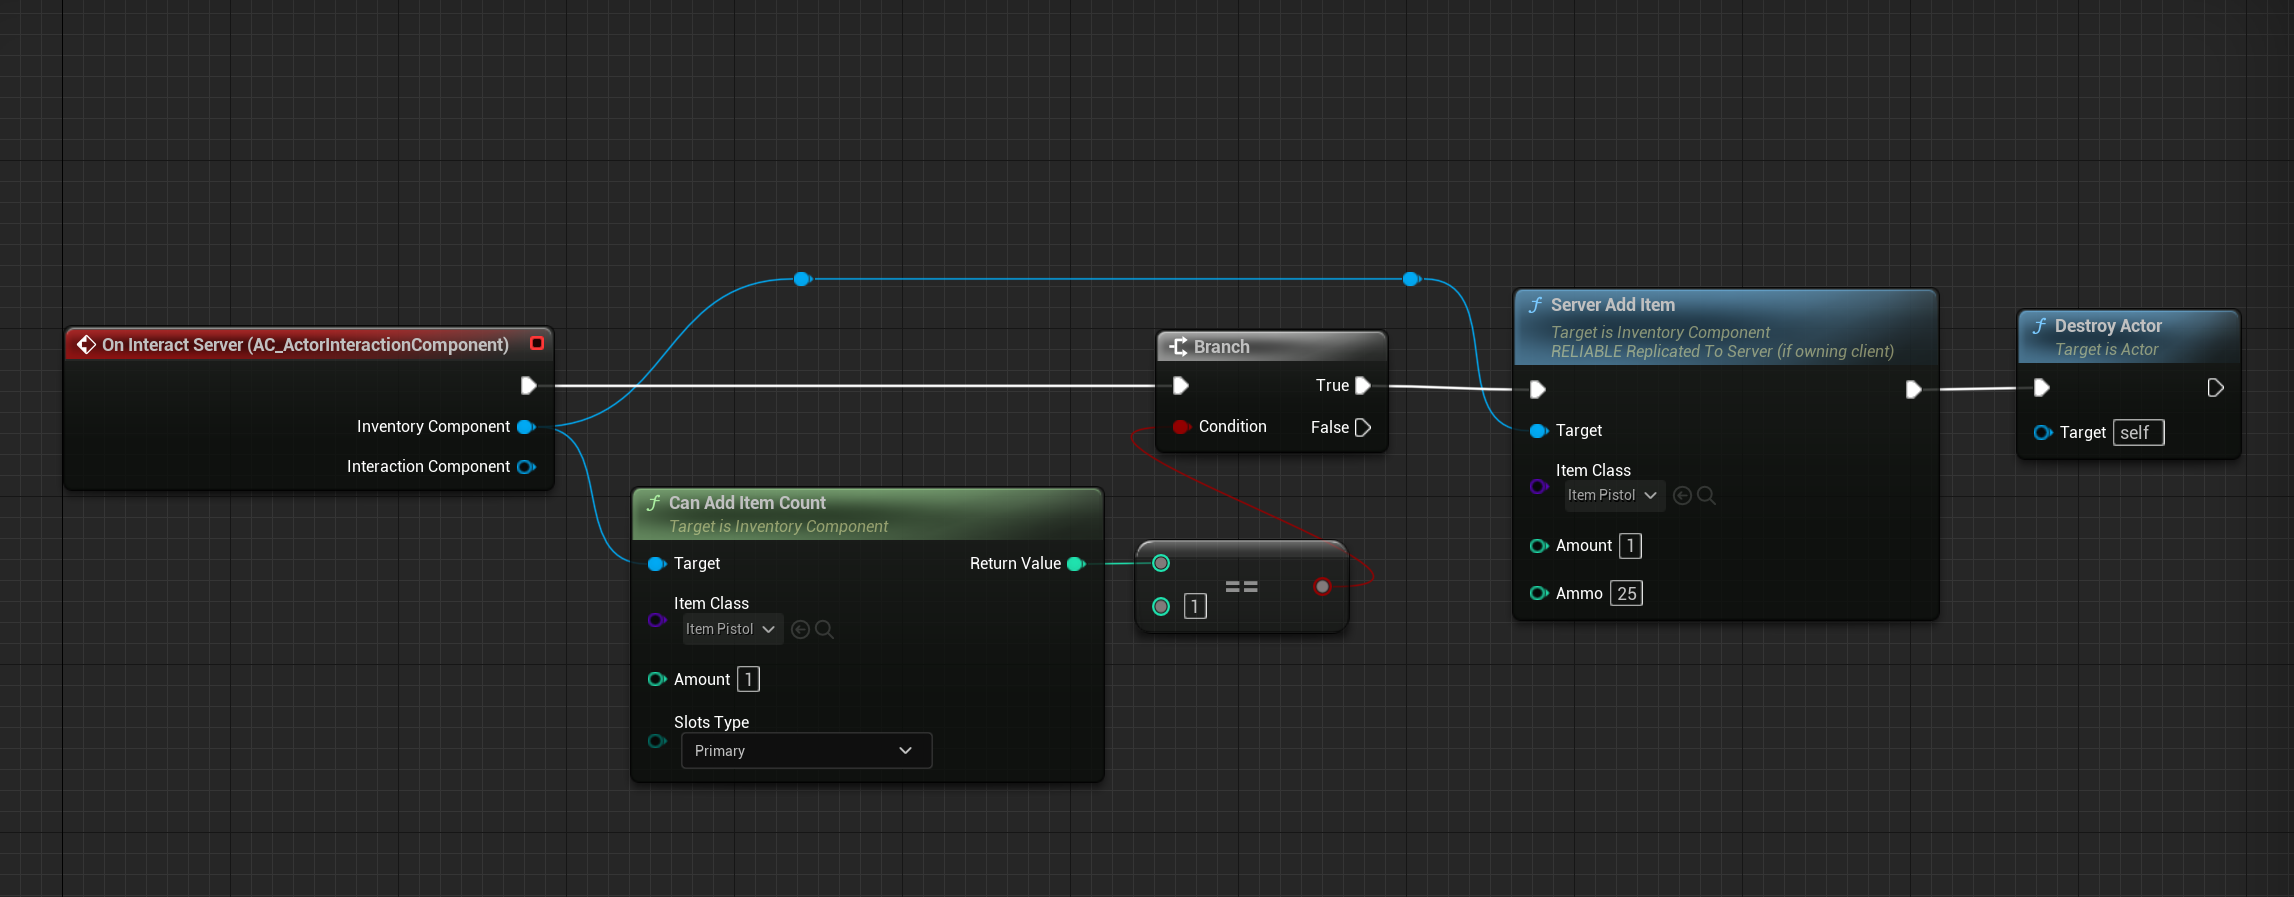 On Interact Server (AC_ActorInteractionComponent)
Inventory Component
Interaction Component
f Can Add Item Count
Target is Inventory Component
Target
Return Value
Item Class
Item Pistol
Amount 1
Slots Type
Primary
Branch
True
Condition
False
==
1
f Server Add Item
Target is Inventory Component
RELIABLE Replicated To Server (if owning client)
Target
Item Class
Item Pistol
Amount 1
Ammo 25
f Destroy Actor
Target is Actor
Target self